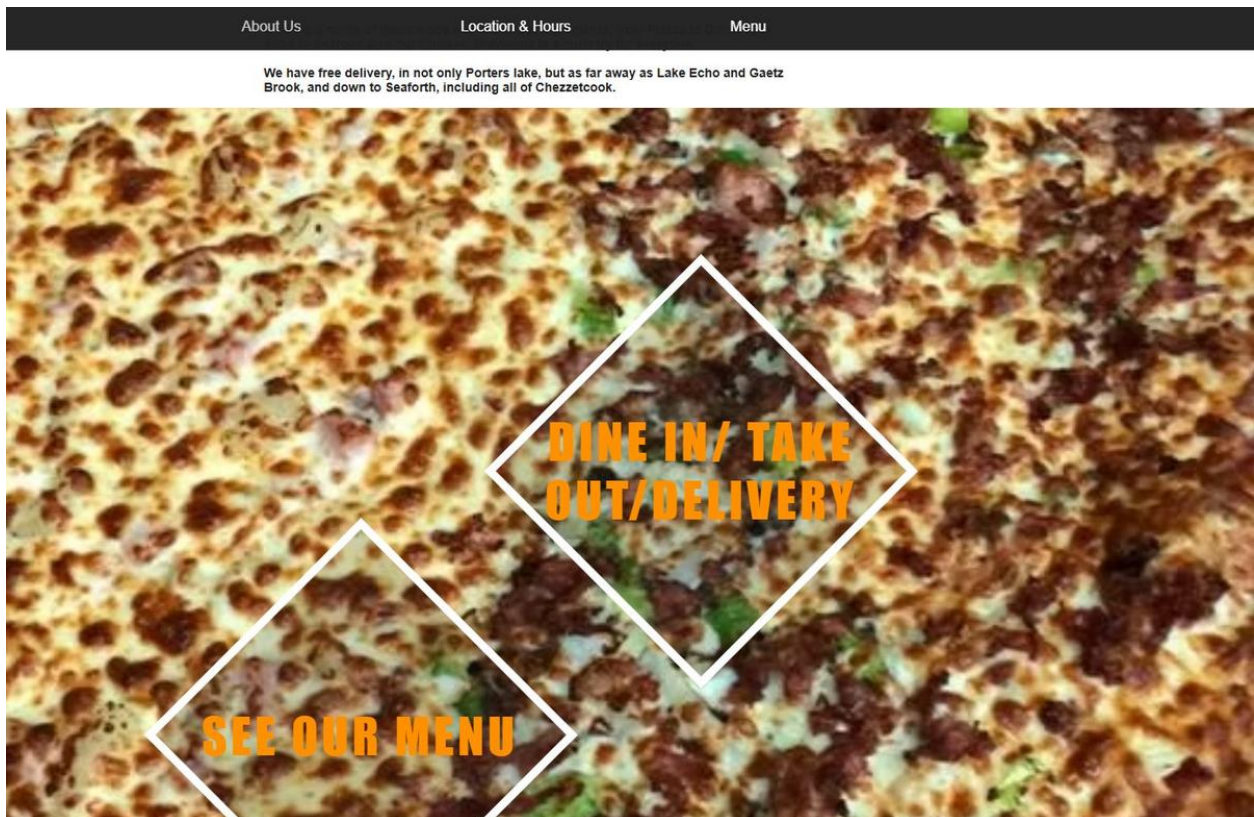 About Us Location & Hours Menu
We have free delivery, in not only Porters lake, but as far away as Lake Echo and Gaetz
Brook, and down to Seaforth, including all of Chezzetcook.
DINE IN/ TAKE
OUT/DELIVERY
SEE OUR MENU